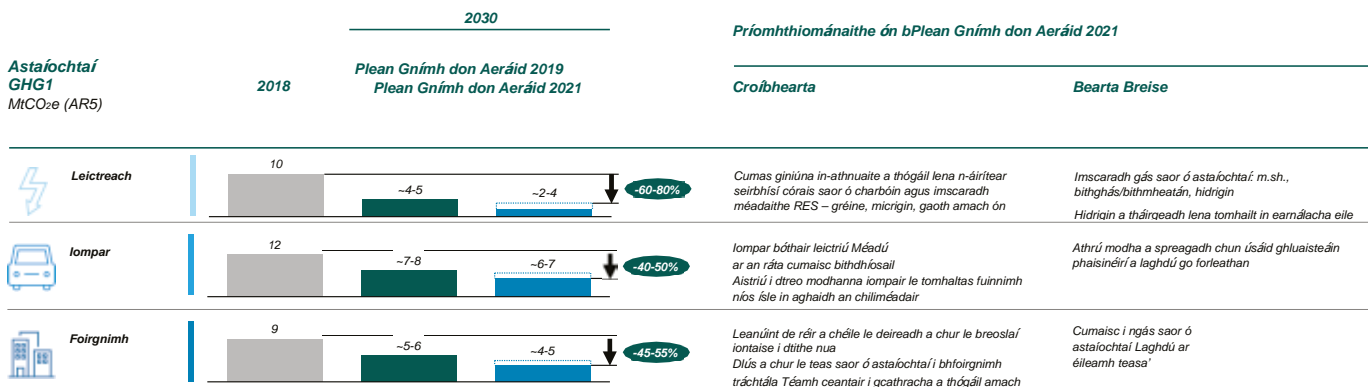 2030
Príomhthiománaithe ón bPlean Gnímh don Aeráid 2021
Astaíochtaí
GHG1
MtCO2e (AR5)
2018
Plean Gnímh don Aeráid 2019
Plean Gnímh don Aeráid 2021
Croíbhearta
Bearta Breise
Leictreach
10
~4-5
~2-4
-60-80%
Cumas giniúna in-athnuaite a thógáil lena n-áirítear
seirbhísí córais saor ó charbóin agus imscaradh
méadaithe RES – gréine, micrigin, gaoth amach ón
Imscaradh gás saor ó astaíochtaí: m.sh.,
bithghás/bithmheatán, hidrigin
Hidrigin a tháirgeadh lena tomhailt in earnálacha eile
Iompar
12
~7-8
~6-7
-40-50%
Iompar bóthair leictriú Méadú
ar an ráta cumaisc bithdhíosail
Aistriú i dtreo modhanna iompair le tomhaltas fuinnimh
níos ísle in aghaidh an chiliméadair
Athrú modha a spreagadh chun úsáid ghluaisteáin
phaisinéirí a laghdú go forleathan
Foirgnimh
9
~5-6
~4-5
-45-55%
Leanúint de réir a chéile le deireadh a chur le breoslaí
iontaise i dtithe nua
Dlús a chur le teas saor ó astaíochtaí i bhfoirgnimh
tráchtála Téamh ceantair i gcathracha a thógáil amach
Cumaisc i ngás saor ó
astaíochtaí Laghdú ar
éileamh teasa'